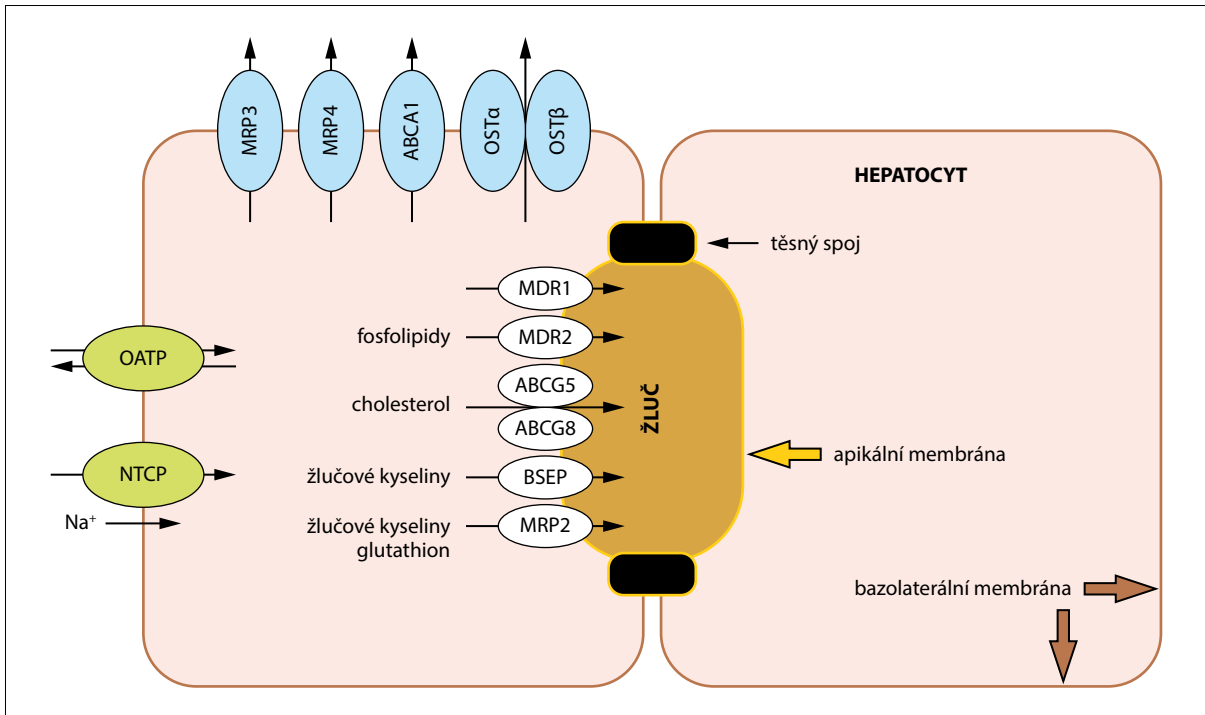 MRP3
MRP4
ABCA1
OSTα
OSTβ
HEPATOCYT
těsný spoj
MDR1
fosfolipidy
MDR2
OATP
ABCG5
cholesterol
ABCG8
ŽLUČ
apikální membrána
NTCP
žlučové kyseliny
BSEP
Na⁺
žlučové kyseliny
glutathion
MRP2
bazolaterální membrána